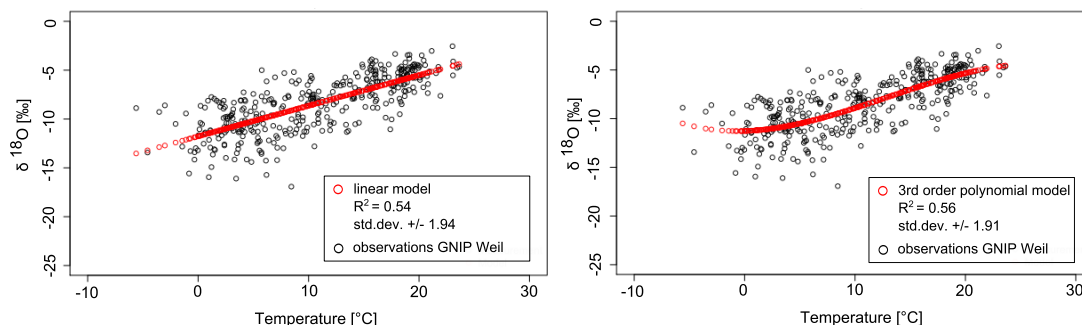 0
-5
-10
-15
-20
-25
δ 18O [‰]
-10
0
10
20
30
Temperature [°C]
linear model
R2 = 0.54
std.dev. +/- 1.94
observations GNIP Weil
0
-5
-10
-15
-20
-25
δ 18O [‰]
-10
0
10
20
30
Temperature [°C]
3rd order polynomial model
R2 = 0.56
std.dev. +/- 1.91
observations GNIP Weil